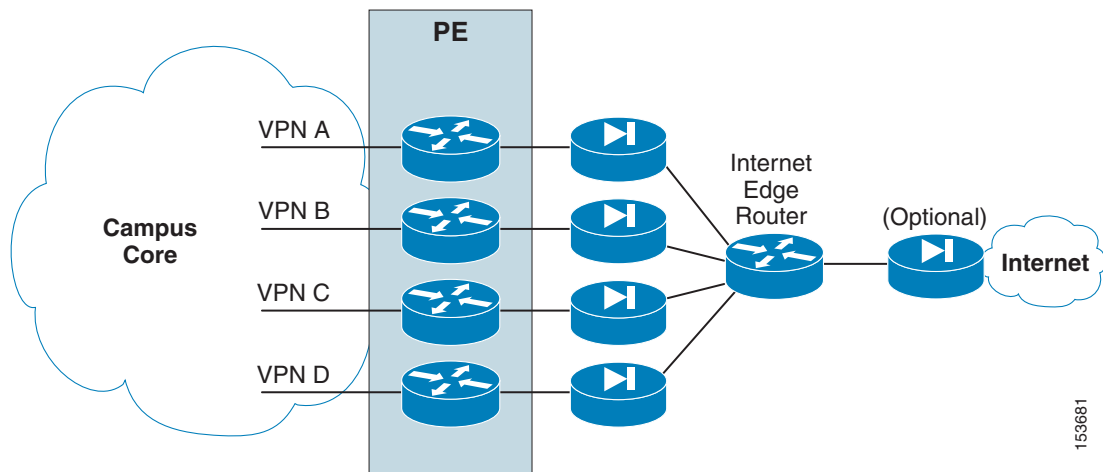 PE
VPN A
VPN B
VPN C
VPN D
Campus
Core
Internet
Edge
Router
(Optional)
Internet
153681